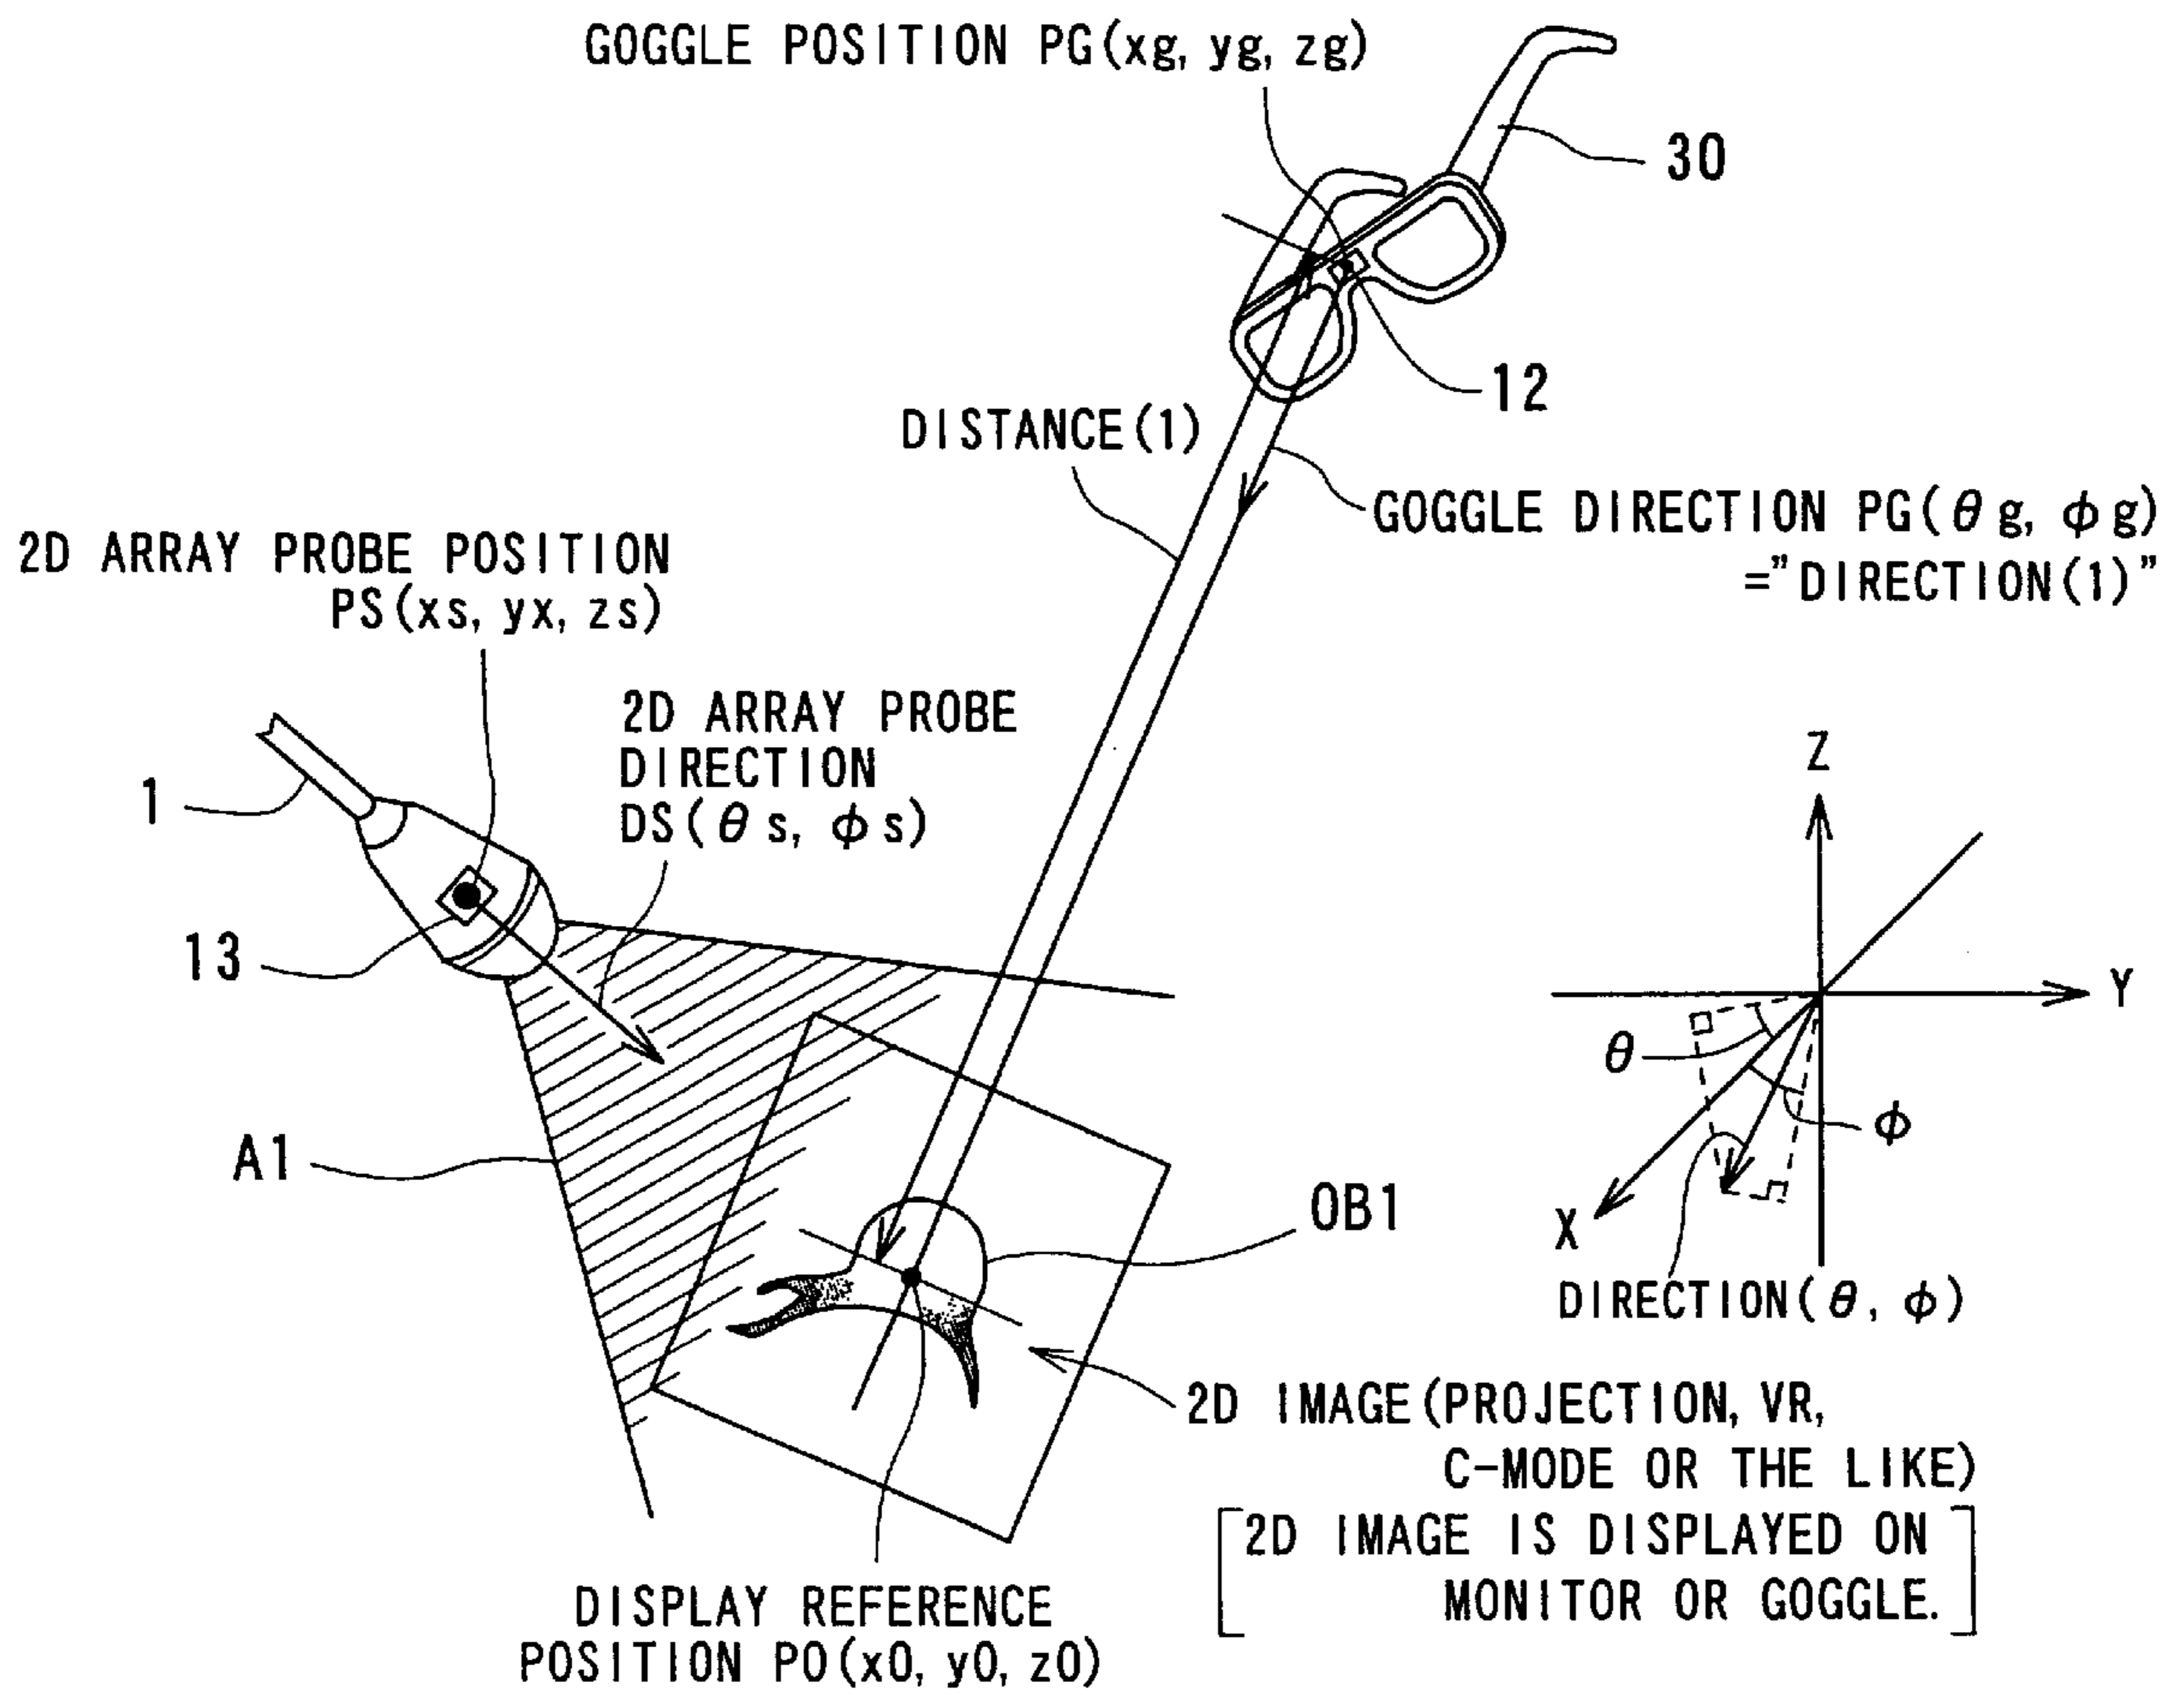 GOGGLE POSITION PG(xg, yg, zg)
30
12
DISTANCE(1)
GOGGLE DIRECTION PG(θg, φg)
="DIRECTION(1)"
2D ARRAY PROBE POSITION
PS(xs, yx, zs)
2D ARRAY PROBE
DIRECTION
DS(θs, φs)
1
13
A1
OB1
Z
Y
θ
φ
X
DIRECTION(θ, φ)
2D IMAGE(PROJECTION, VR,
C-MODE OR THE LIKE)
[2D IMAGE IS DISPLAYED ON
MONITOR OR GOGGLE.]
DISPLAY REFERENCE
POSITION PO(x0, y0, z0)